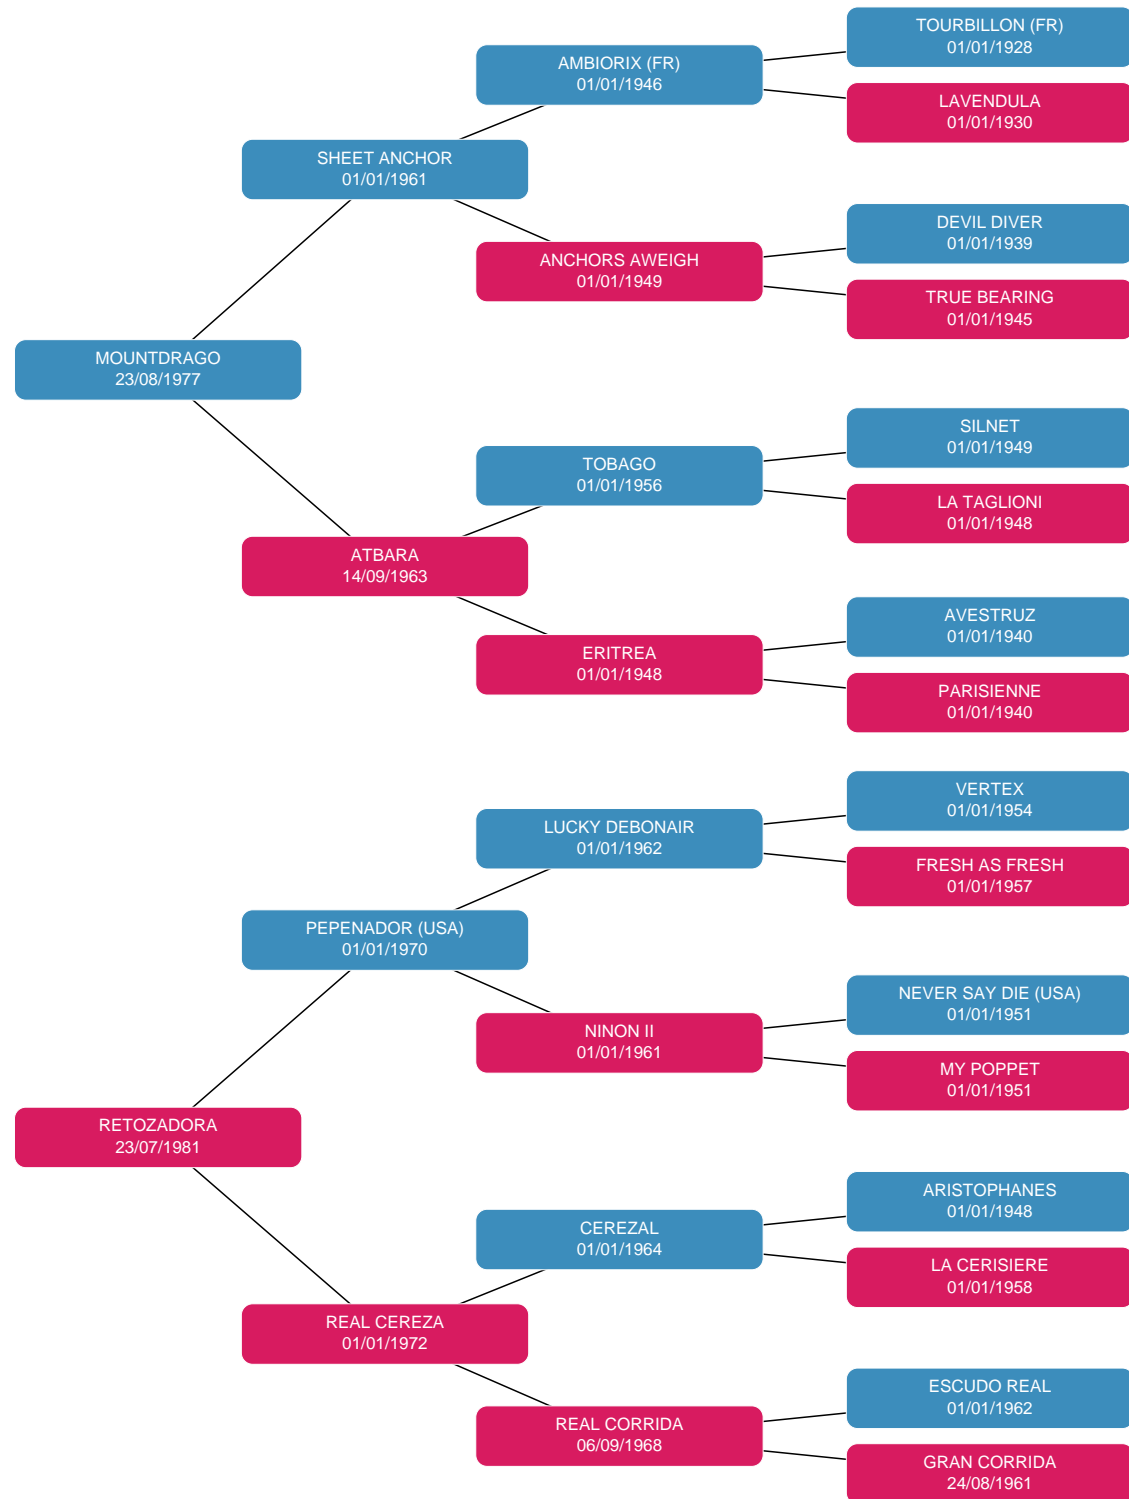 TOURBILLON (FR)
01/01/1928
AMBIORIX (FR)
01/01/1946
LAVENDULA
01/01/1930
SHEET ANCHOR
01/01/1961
DEVIL DIVER
01/01/1939
ANCHORS AWEIGH
01/01/1949
TRUE BEARING
01/01/1945
MOUNTDRAGO
23/08/1977
SILNET
01/01/1949
TOBAGO
01/01/1956
LA TAGLIONI
01/01/1948
ATBARA
14/09/1963
AVESTRUZ
01/01/1940
ERITREA
01/01/1948
PARISIENNE
01/01/1940
VERTEX
01/01/1954
LUCKY DEBONAIR
01/01/1962
FRESH AS FRESH
01/01/1957
PEPENADOR (USA)
01/01/1970
NEVER SAY DIE (USA)
01/01/1951
NINON II
01/01/1961
MY POPPET
01/01/1951
RETOZADORA
23/07/1981
ARISTOPHANES
01/01/1948
CEREZAL
01/01/1964
LA CERISIERE
01/01/1958
REAL CEREZA
01/01/1972
ESCUDO REAL
01/01/1962
REAL CORRIDA
06/09/1968
GRAN CORRIDA
24/08/1961